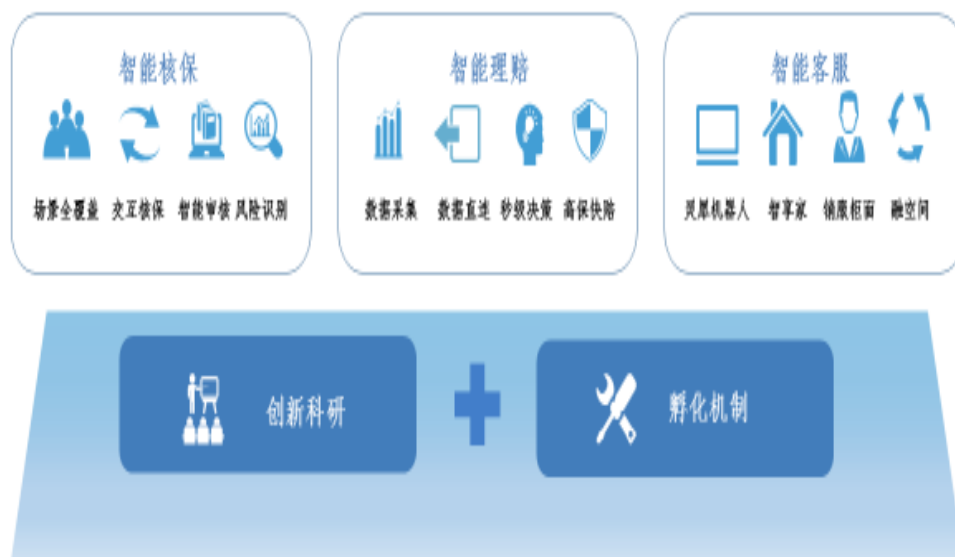 智能核保
场景全覆盖 交互核保 智能审核 风险识别
智能理赔
数据采集 数据直连 秒级决策 高保快赔
智能客服
灵犀机器人 智享家 销服柜面 融空间
创新科研
孵化机制